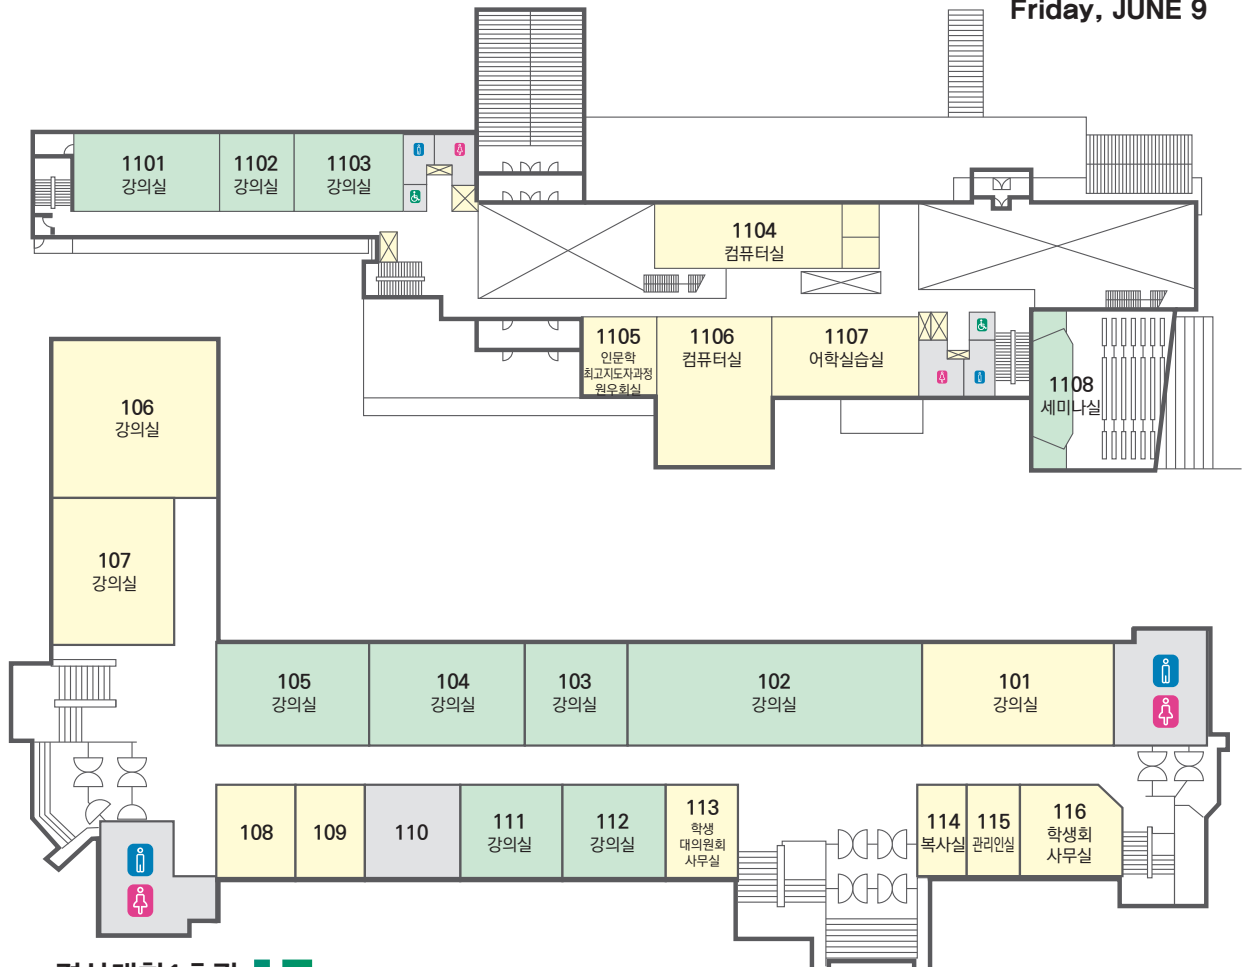 Friday, JUNE 9
1101
강의실
1102
강의실
1103
강의실
1104
컴퓨터실
1105
인문학
최고지도자과정
원우회실
1106
컴퓨터실
1107
어학실습실
1108
세미나실
106
강의실
107
강의실
105
강의실
104
강의실
103
강의실
102
강의실
101
강의실
108
109
110
111
강의실
112
강의실
113
학생
대의원회
사무실
114
복사실
115
관리인실
116
학생회
사무실